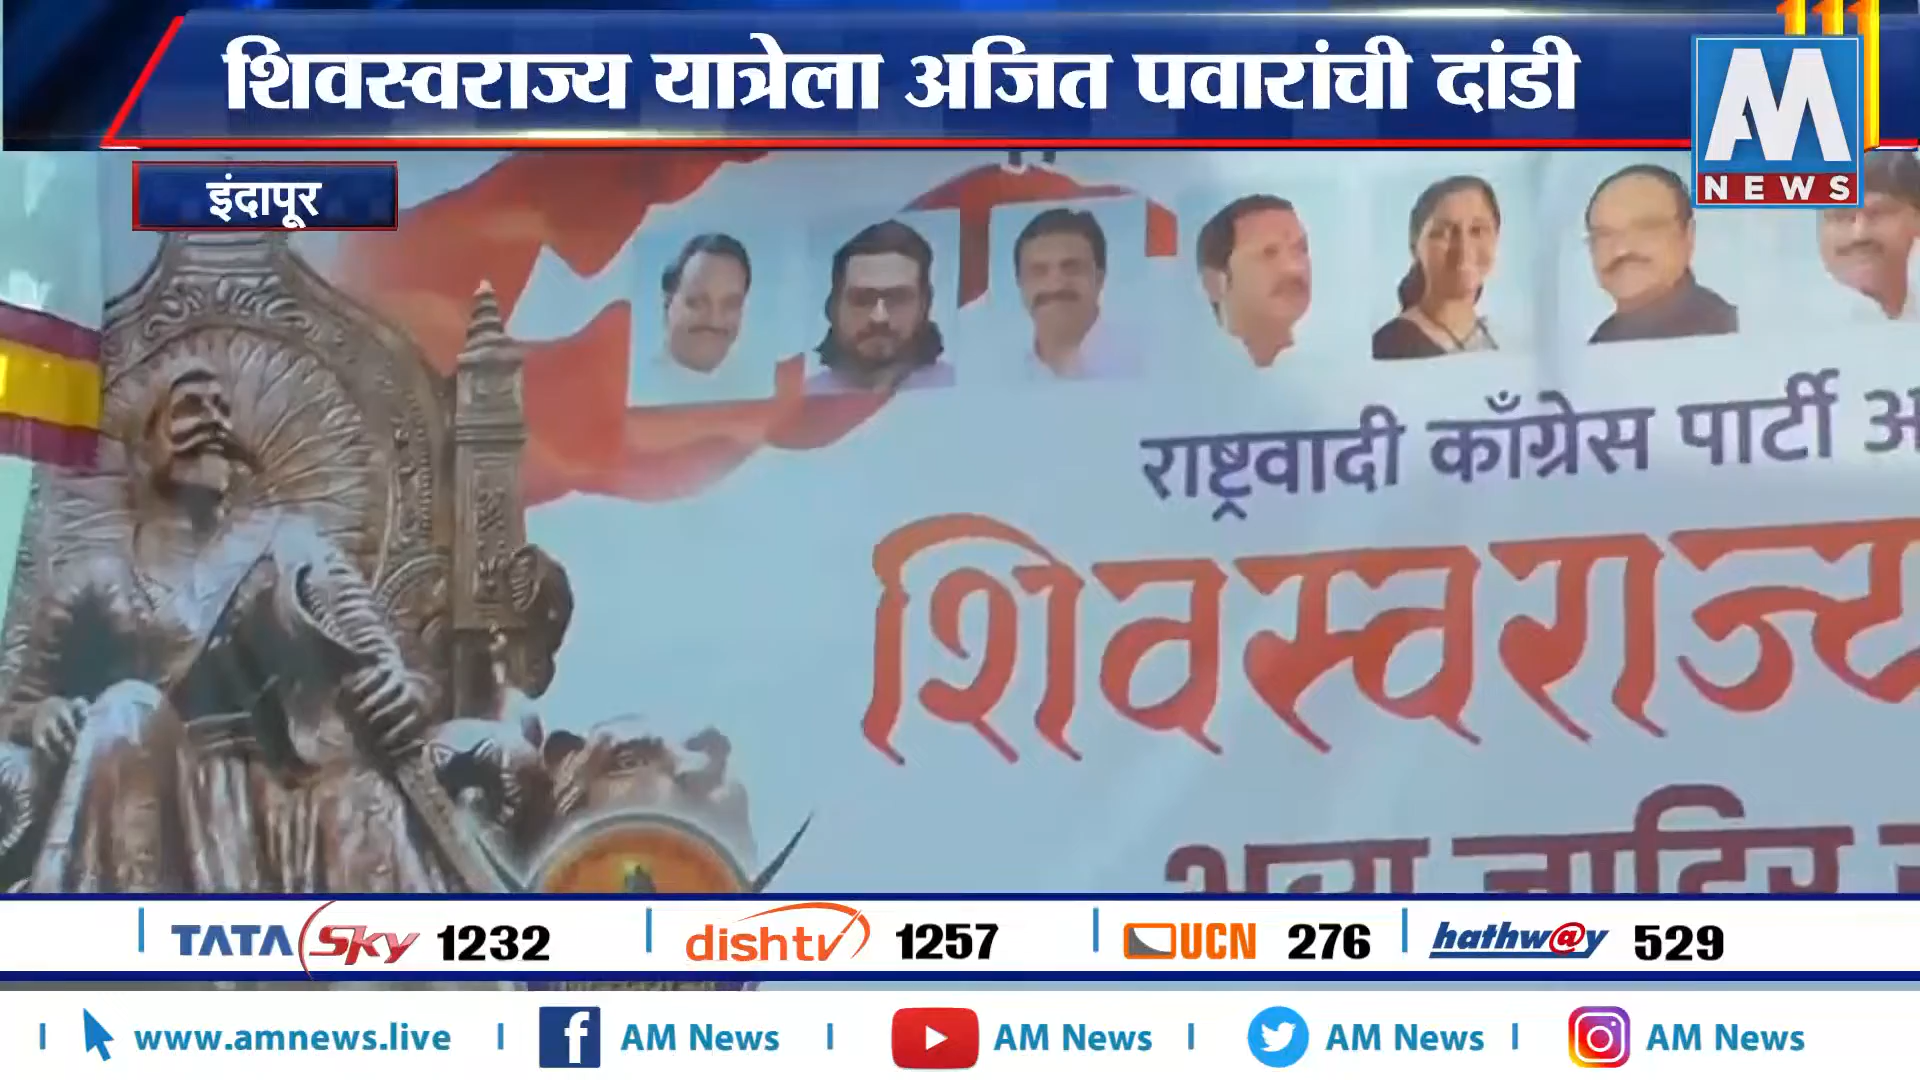 शिवस्वराज्य यात्रेला अजित पवारांची दांडी
AM
NEWS
इंदापूर
राष्ट्रवादी काँग्रेस पार्टी
शिवस्वराज्य
TATA Sky 1232
dishtv 1257
UCN 276
hathw@y 529
www.amnews.live
AM News
AM News
AM News
AM News